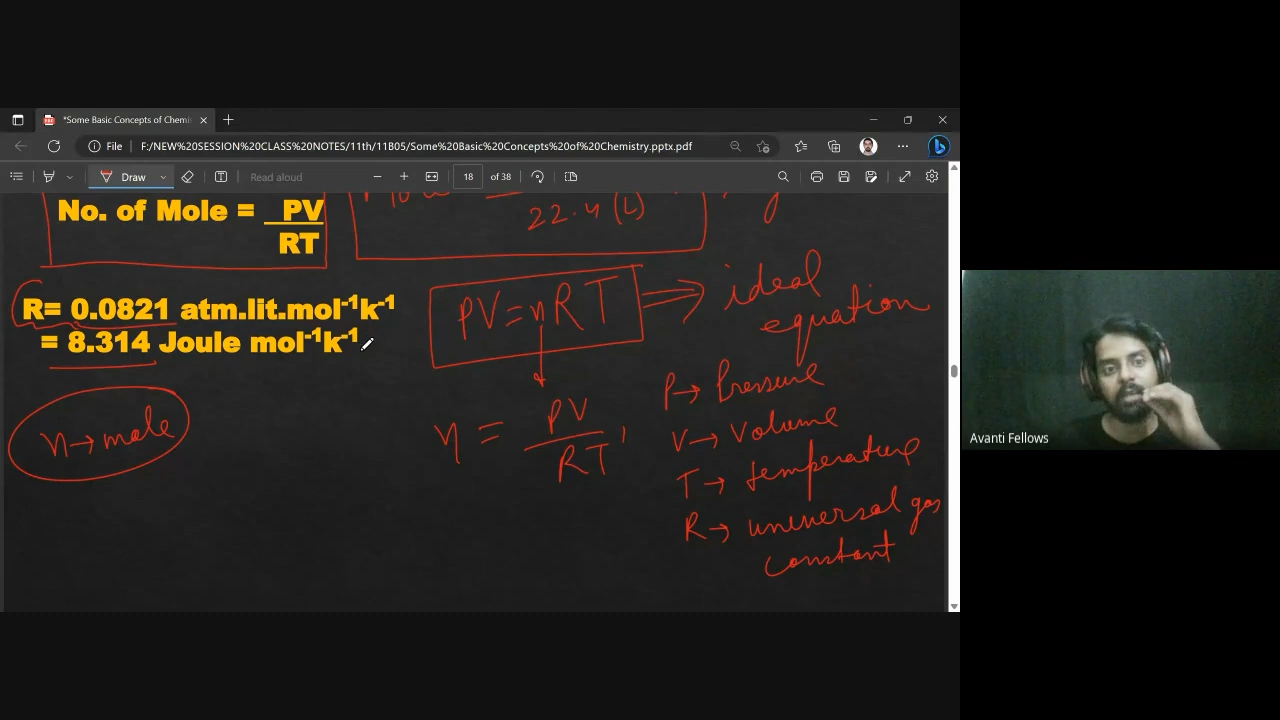 *Some Basic Concepts of Chemis
File F:/NEW%20SESSION%20CLASS%20NOTES/11th/11B05/Some%20Basic%20Concepts%20of%20Chemistry.pptx.pdf
Draw Read aloud 18 of 38
No. of Mole = PV
RT
22.4 (L)
R= 0.0821 atm.lit.mol⁻¹k⁻¹
= 8.314 Joule mol⁻¹k⁻¹
n→mole
PV=nRT ⇒ ideal
equation
n = PV
RT
P→ Pressure
V→ Volume
T→ temperature
R→ universal gas
constant
Avanti Fellows